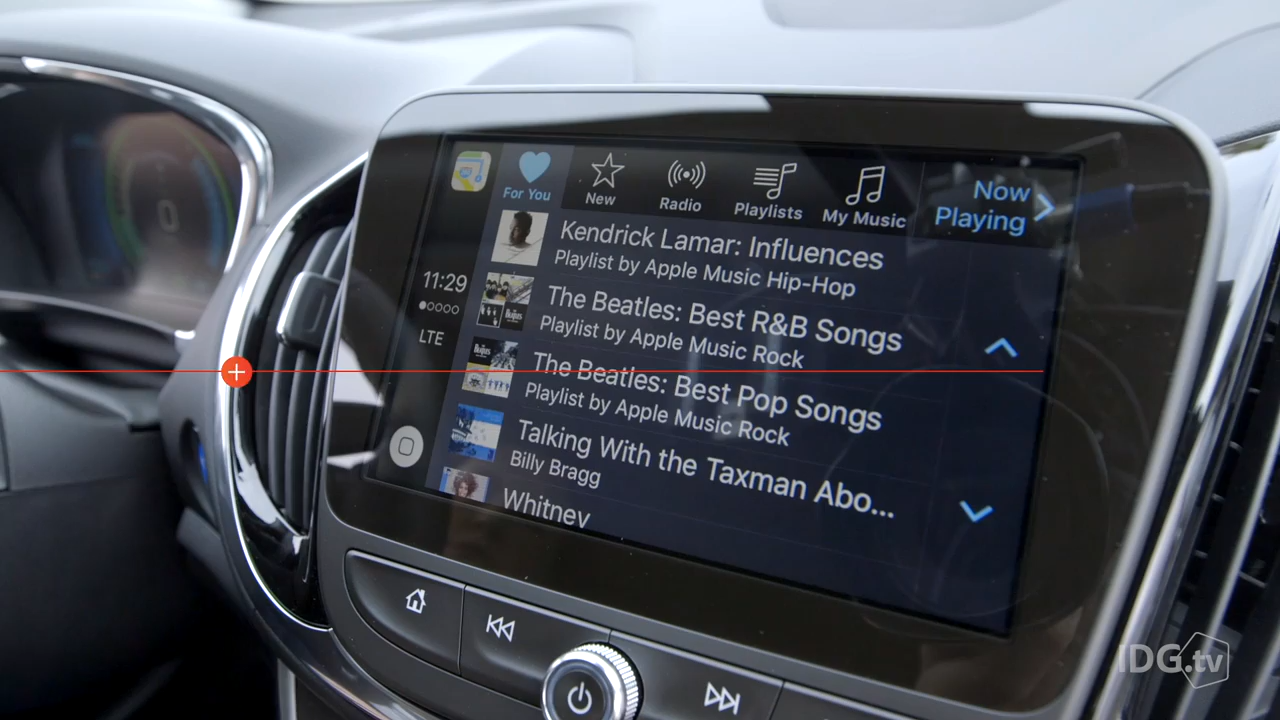 For You
New
Radio
Playlists
My Music
Now
Playing
11:29
LTE
Kendrick Lamar: Influences
Playlist by Apple Music Hip-Hop
The Beatles: Best R&B Songs
Playlist by Apple Music Rock
The Beatles: Best Pop Songs
Playlist by Apple Music Rock
Talking With the Taxman Abo...
Billy Bragg
Whitney
IDG.tv